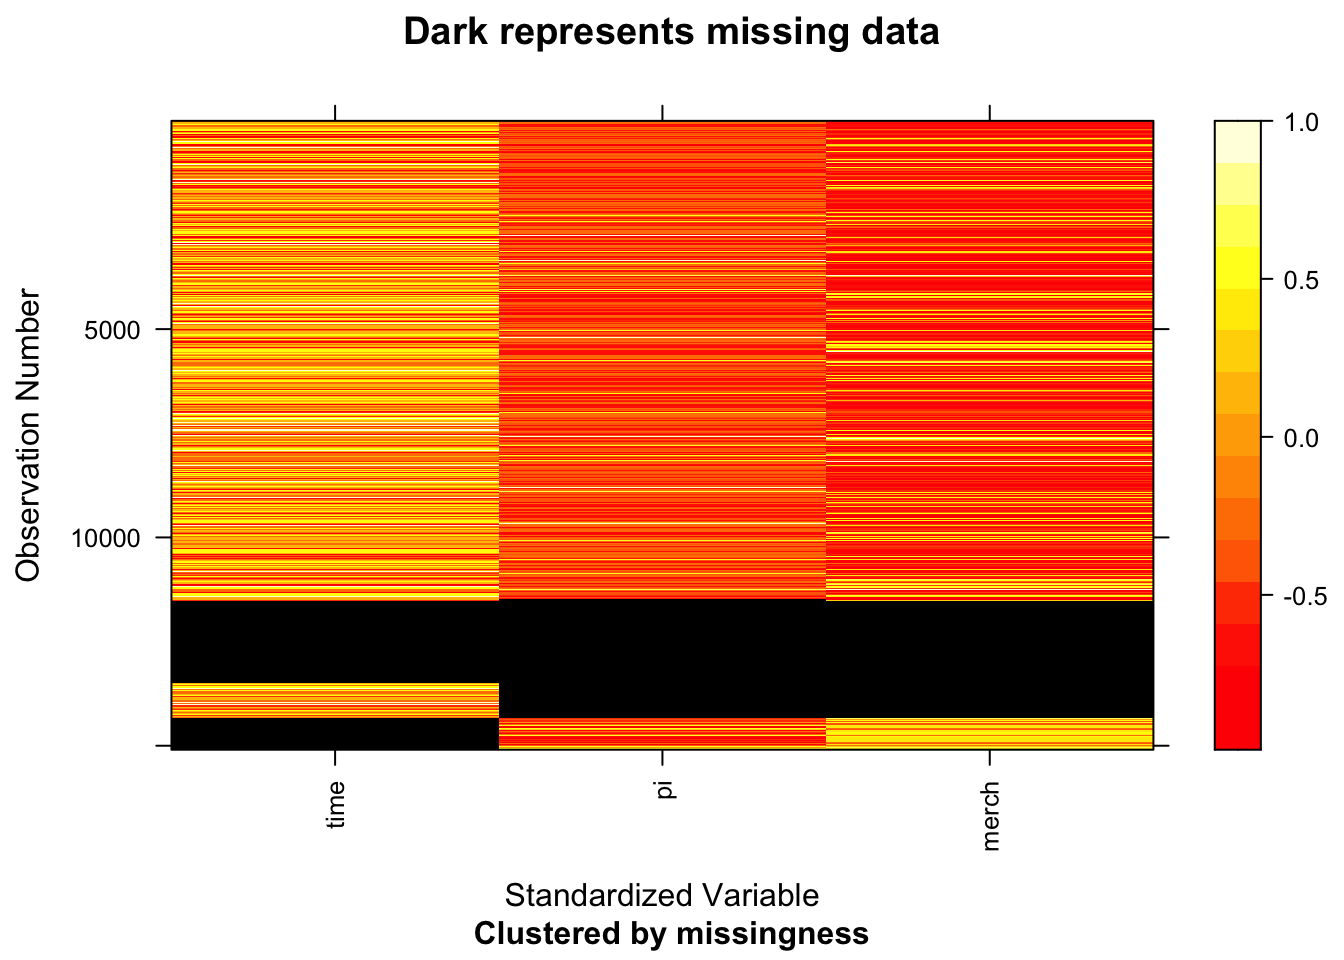 Dark represents missing data
1.0
0.5
0.0
-0.5
Observation Number
5000
10000
time
pi
merch
Standardized Variable
Clustered by missingness